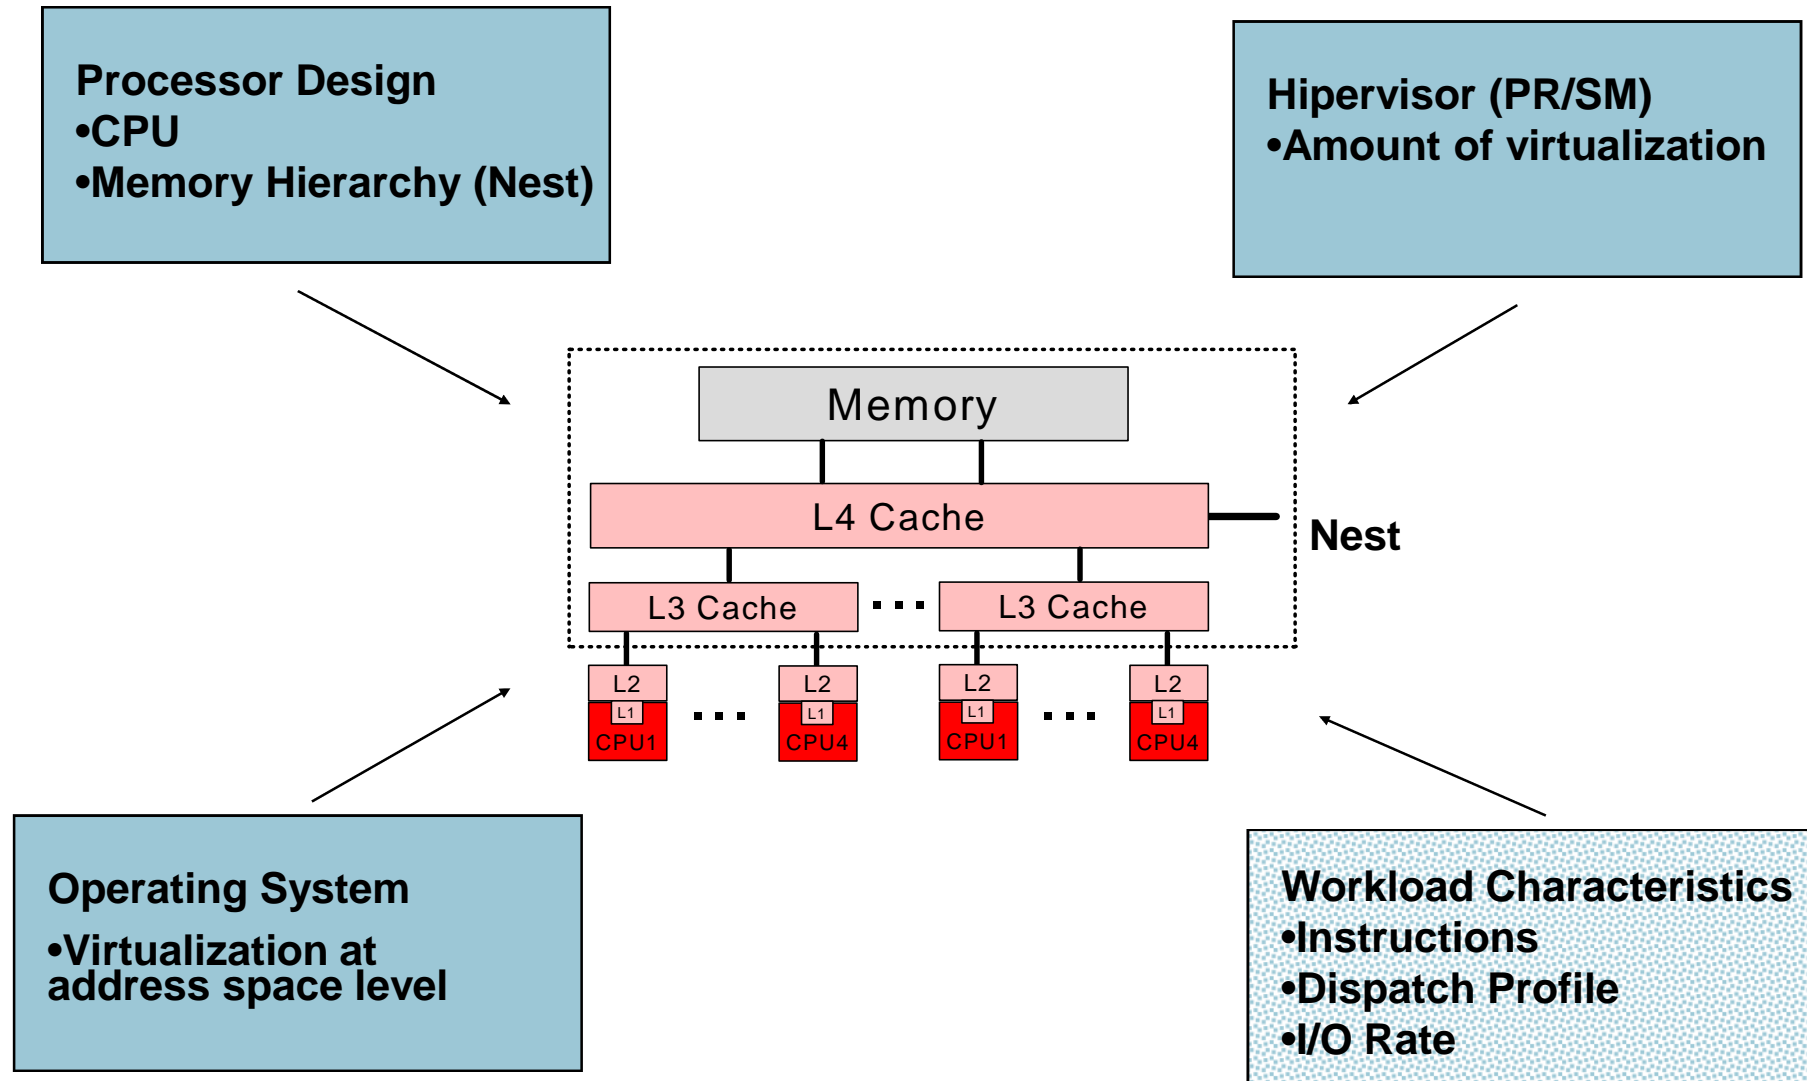 Processor Design
•CPU
•Memory Hierarchy (Nest)
Hipervisor (PR/SM)
•Amount of virtualization
Memory
L4 Cache
Nest
L3 Cache
L3 Cache
L2
L1
CPU1
L2
L1
CPU4
L2
L1
CPU1
L2
L1
CPU4
Operating System
•Virtualization at
address space level
Workload Characteristics
•Instructions
•Dispatch Profile
•I/O Rate